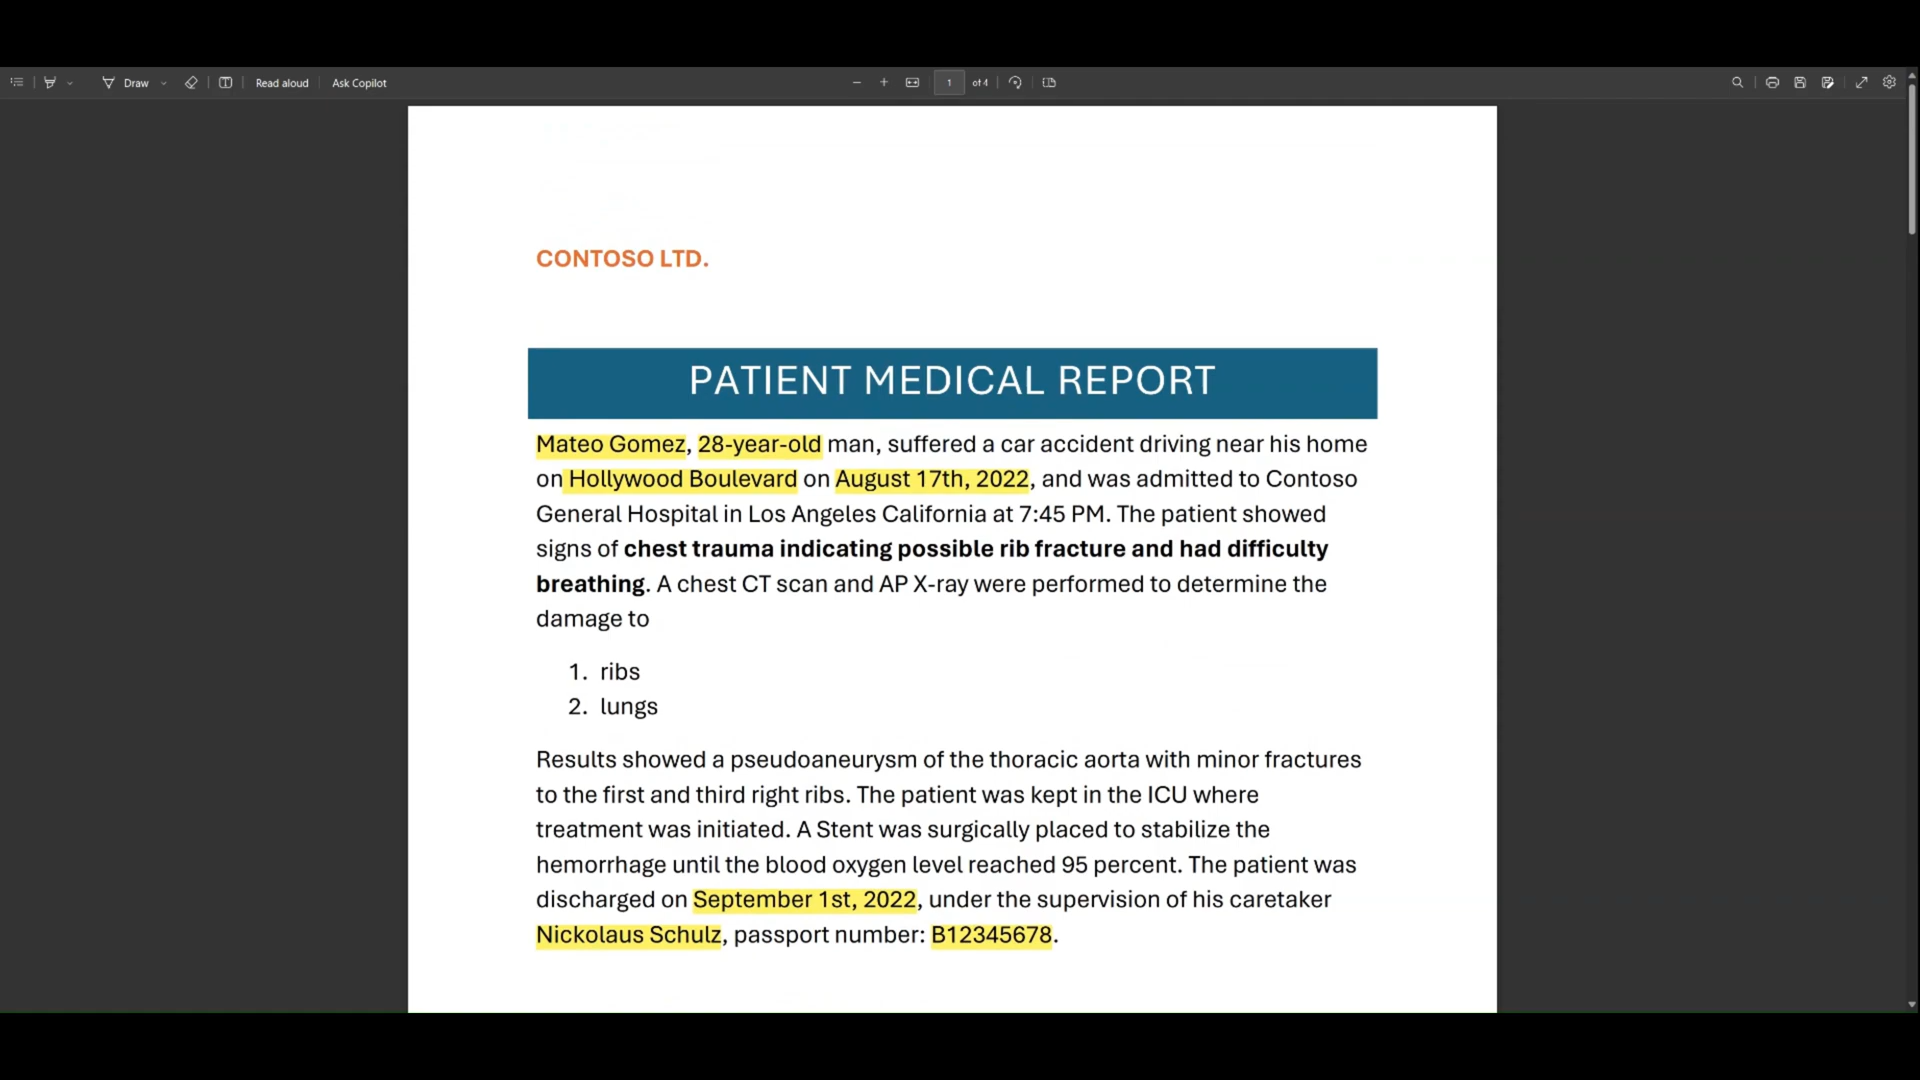 Draw Read aloud Ask Copilot 1 of 4
CONTOSO LTD.
PATIENT MEDICAL REPORT
Mateo Gomez, 28-year-old man, suffered a car accident driving near his home
on Hollywood Boulevard on August 17th, 2022, and was admitted to Contoso
General Hospital in Los Angeles California at 7:45 PM. The patient showed
signs of chest trauma indicating possible rib fracture and had difficulty
breathing. A chest CT scan and AP X-ray were performed to determine the
damage to
1. ribs
2. lungs
Results showed a pseudoaneurysm of the thoracic aorta with minor fractures
to the first and third right ribs. The patient was kept in the ICU where
treatment was initiated. A Stent was surgically placed to stabilize the
hemorrhage until the blood oxygen level reached 95 percent. The patient was
discharged on September 1st, 2022, under the supervision of his caretaker
Nickolaus Schulz, passport number: B12345678.